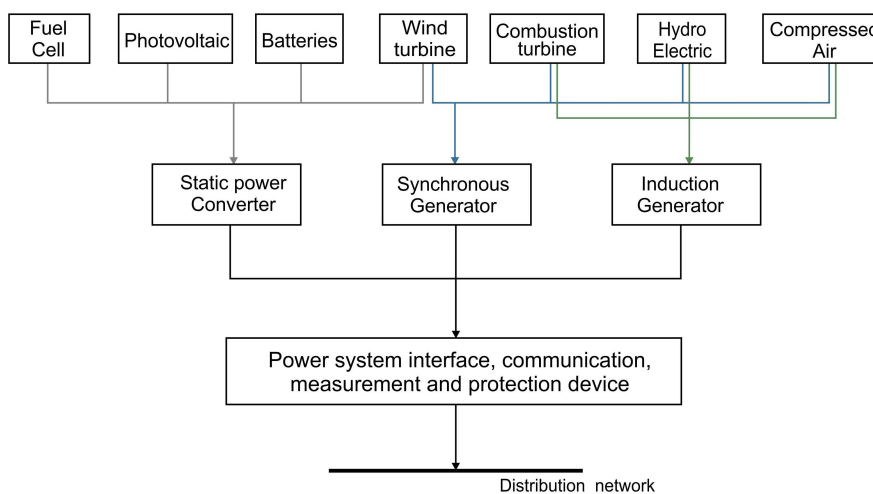 Fuel
Cell
Photovoltaic
Batteries
Wind
turbine
Combustion
turbine
Hydro
Electric
Compressed
Air
Static power
Converter
Synchronous
Generator
Induction
Generator
Power system interface, communication,
measurement and protection device
Distribution network